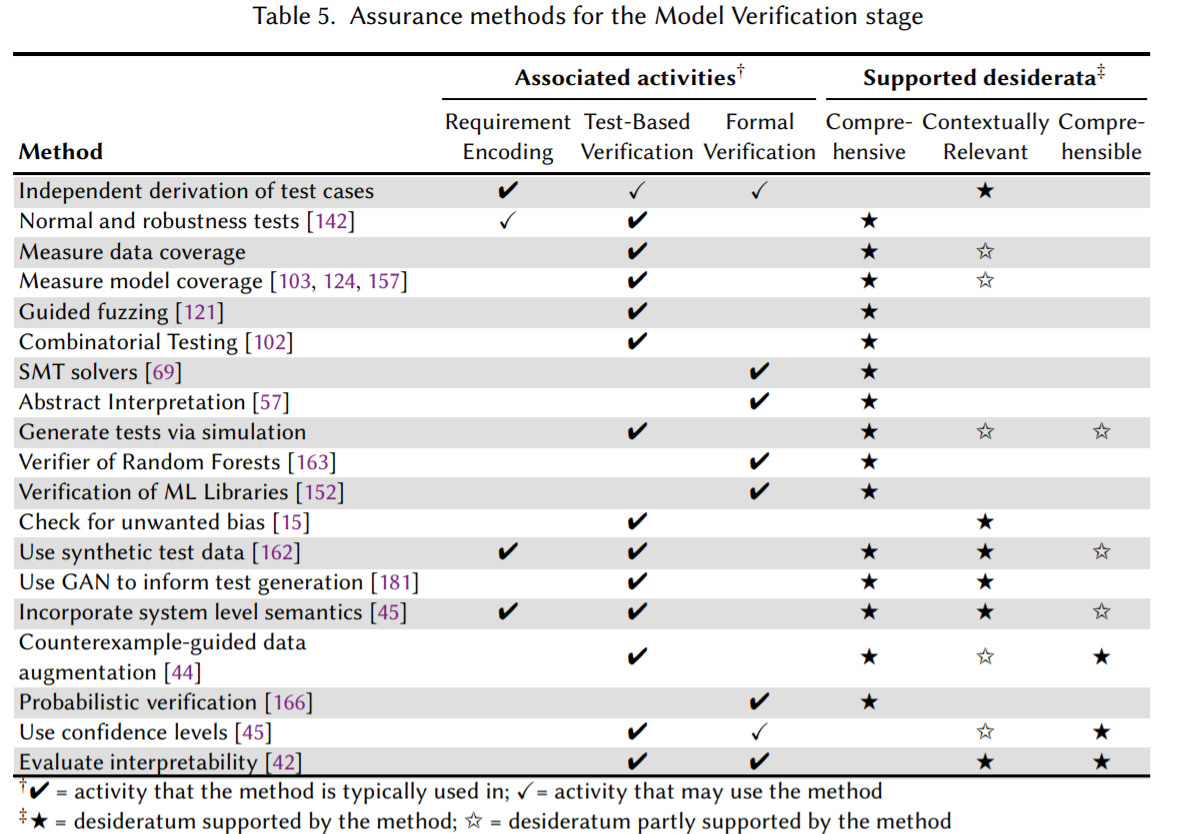 Table 5. Assurance methods for the Model Verification stage
Associated activities† Supported desiderata‡
Requirement Test-Based Formal Compre- Contextually Compre-
Method Encoding Verification Verification hensive Relevant hensible
Independent derivation of test cases ✔ ✓ ✓ ★
Normal and robustness tests [142] ✓ ✔ ★
Measure data coverage ✔ ★ ☆
Measure model coverage [103, 124, 157] ✔ ★ ☆
Guided fuzzing [121] ✔ ★
Combinatorial Testing [102] ✔ ★
SMT solvers [69] ✔ ★
Abstract Interpretation [57] ✔ ★
Generate tests via simulation ✔ ★ ☆ ☆
Verifier of Random Forests [163] ✔ ★
Verification of ML Libraries [152] ✔ ★
Check for unwanted bias [15] ✔ ★
Use synthetic test data [162] ✔ ✔ ★ ★ ☆
Use GAN to inform test generation [181] ✔ ★ ★
Incorporate system level semantics [45] ✔ ✔ ★ ★ ☆
Counterexample-guided data
augmentation [44] ✔ ★ ☆ ★
Probabilistic verification [166] ✔ ★
Use confidence levels [45] ✔ ✓ ☆ ★
Evaluate interpretability [42] ✔ ✔ ★ ★
†✔ = activity that the method is typically used in; ✓= activity that may use the method
‡★ = desideratum supported by the method; ☆ = desideratum partly supported by the method